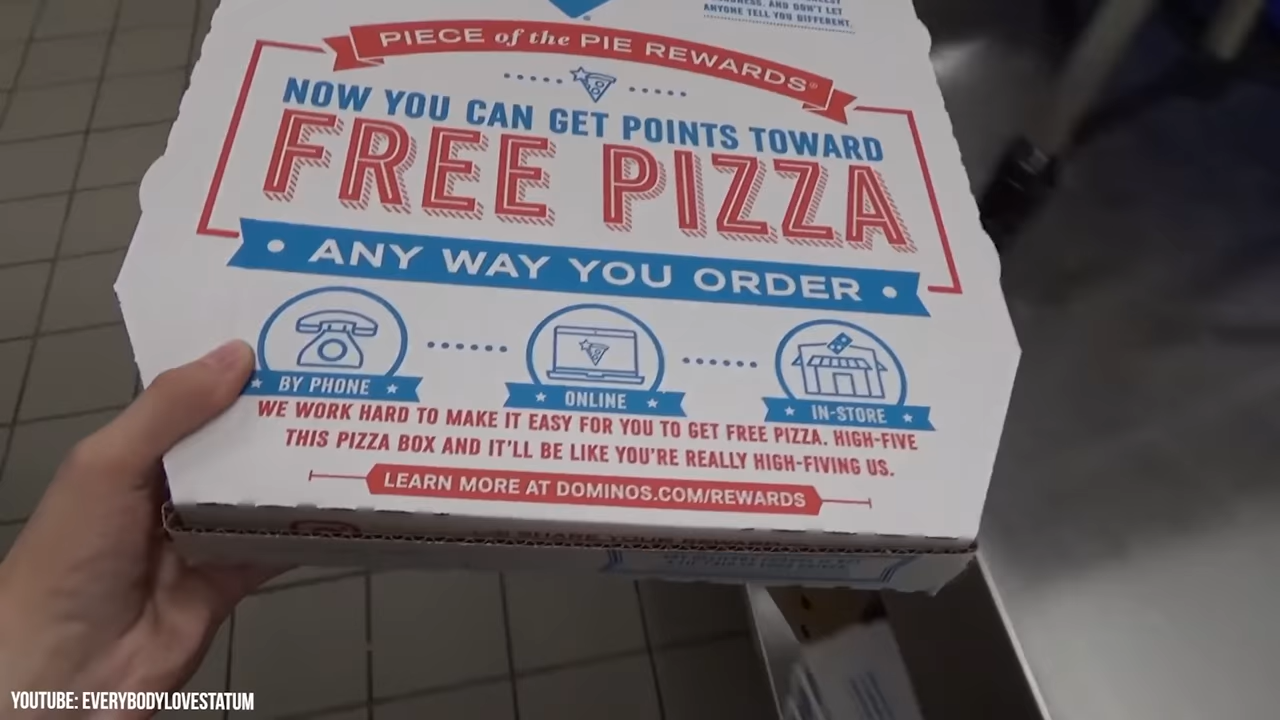 ANYONE TELL YOU DIFFERENT.
PIECE of the PIE REWARDS®
NOW YOU CAN GET POINTS TOWARD
FREE PIZZA
• ANY WAY YOU ORDER •
BY PHONE
ONLINE
IN-STORE
WE WORK HARD TO MAKE IT EASY FOR YOU TO GET FREE PIZZA. HIGH-FIVE
THIS PIZZA BOX AND IT'LL BE LIKE YOU'RE REALLY HIGH-FIVING US.
LEARN MORE AT DOMINOS.COM/REWARDS
YOUTUBE: EVERYBODYLOVESTATUM